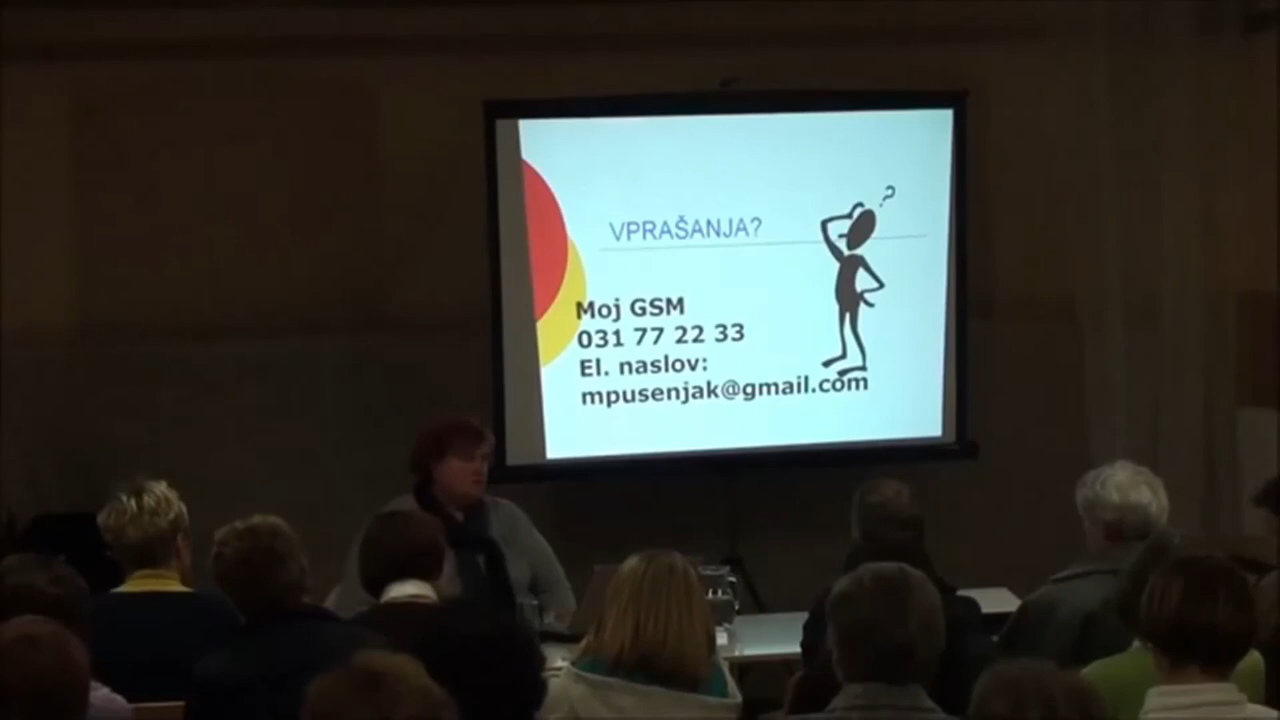 VPRAŠANJA?
?
Moj GSM
031 77 22 33
El. naslov:
mpusenjak@gmail.com